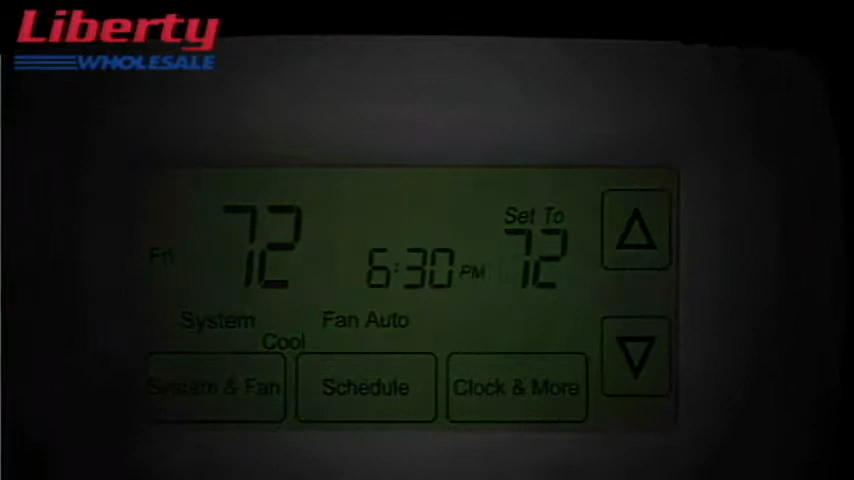 Liberty
WHOLESALE
Fri
72
6:30 PM
Set To
72
System
Cool
Fan Auto
System & Fan
Schedule
Clock & More